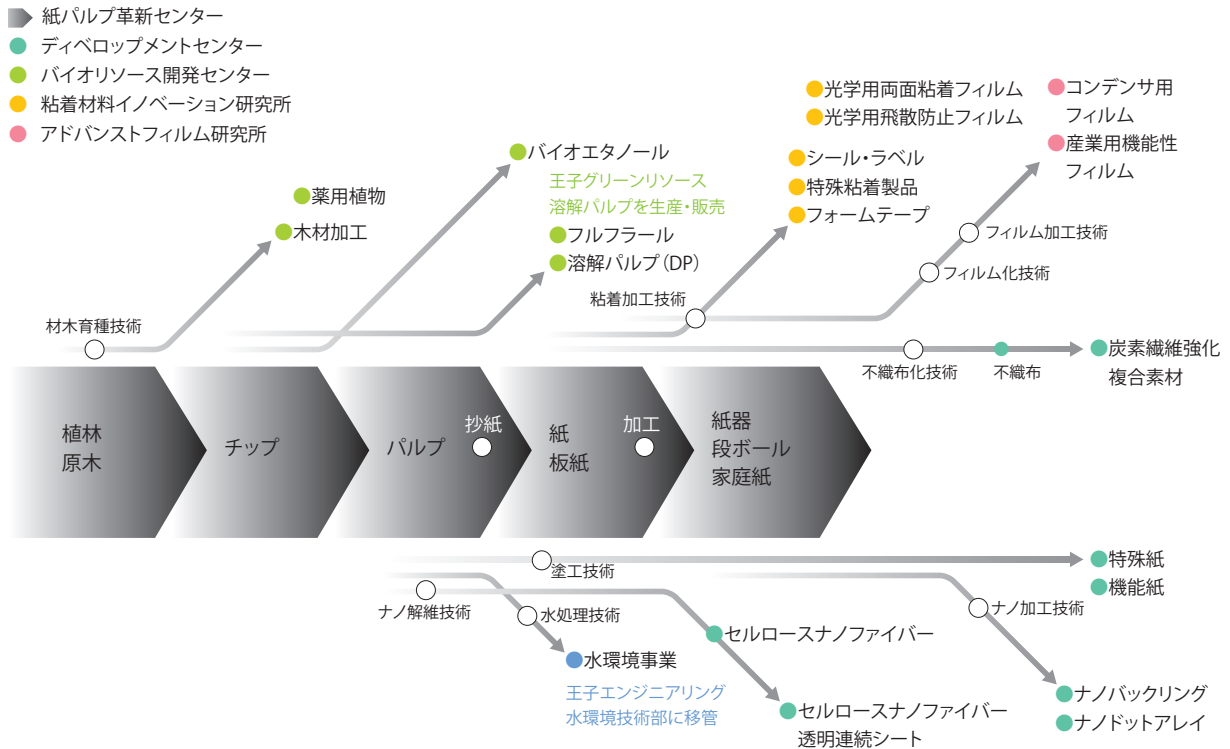 紙パルプ革新センター
ディベロップメントセンター
バイオリソース開発センター
粘着材料イノベーション研究所
アドバンストフィルム研究所
光学用両面粘着フィルム
光学用飛散防止フィルム
コンデンサ用
フィルム
産業用機能性
フィルム
シール・ラベル
特殊粘着製品
フォームテープ
バイオエタノール
王子グリーンリソース
溶解パルプを生産・販売
フルフラール
溶解パルプ（DP）
薬用植物
木材加工
フィルム加工技術
フィルム化技術
粘着加工技術
材木育種技術
不織布化技術
不織布
炭素繊維強化
複合素材
植林
原木
チップ
パルプ
抄紙
紙
板紙
加工
紙器
段ボール
家庭紙
塗工技術
特殊紙
機能紙
ナノ解維技術
水処理技術
ナノ加工技術
セルロースナノファイバー
水環境事業
王子エンジニアリング
水環境技術部に移管
セルロースナノファイバー
透明連続シート
ナノバックリング
ナノドットアレイ